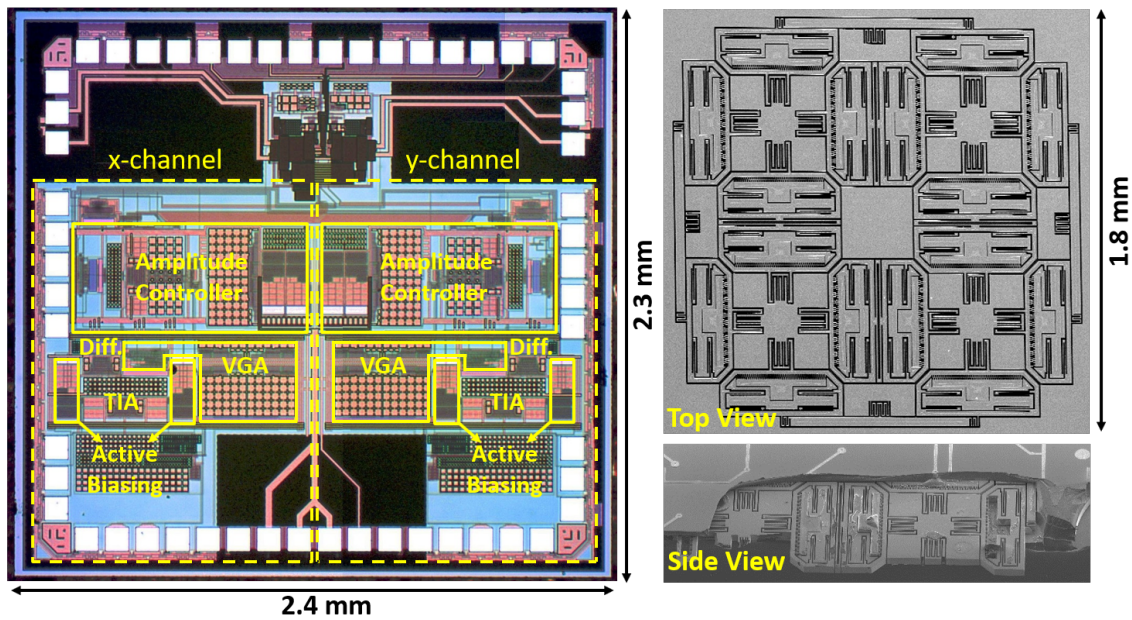 x-channel
y-channel
Amplitude
Controller
Amplitude
Controller
Diff.
VGA
VGA
Diff.
TIA
TIA
Active
Biasing
Active
Biasing
2.4 mm
2.3 mm
Top View
1.8 mm
Side View